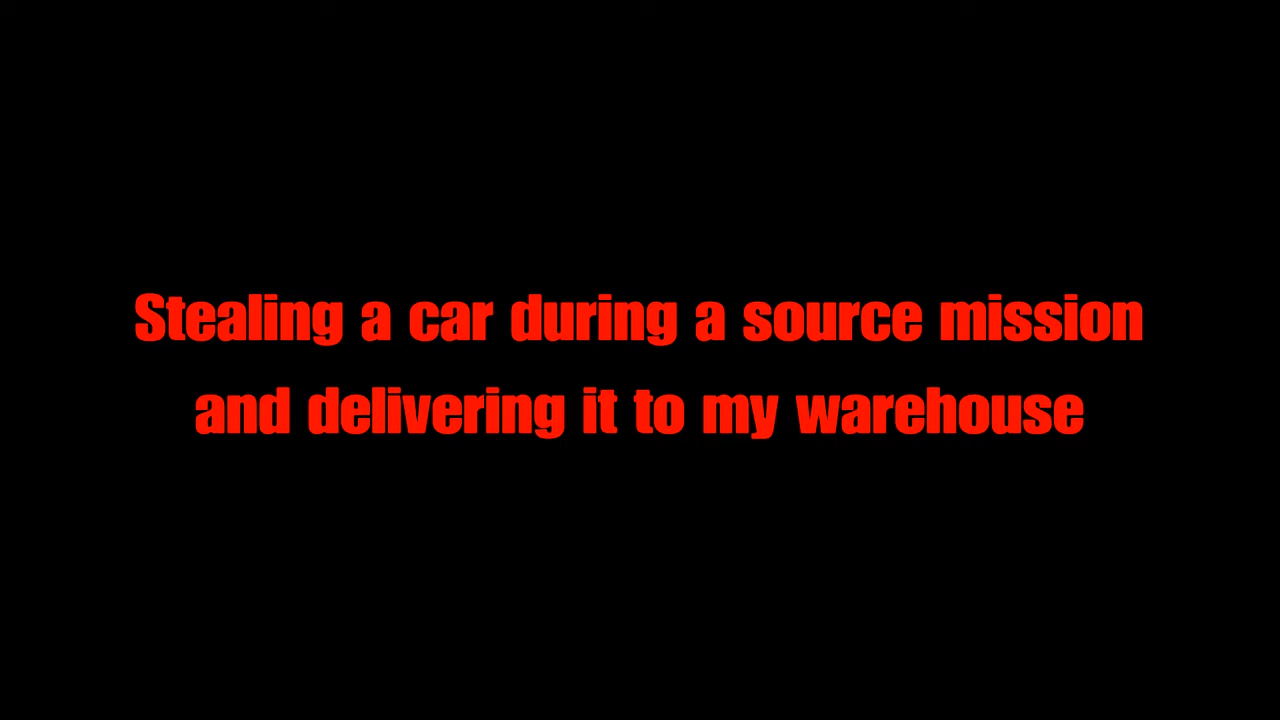 Stealing a car during a source mission
and delivering it to my warehouse